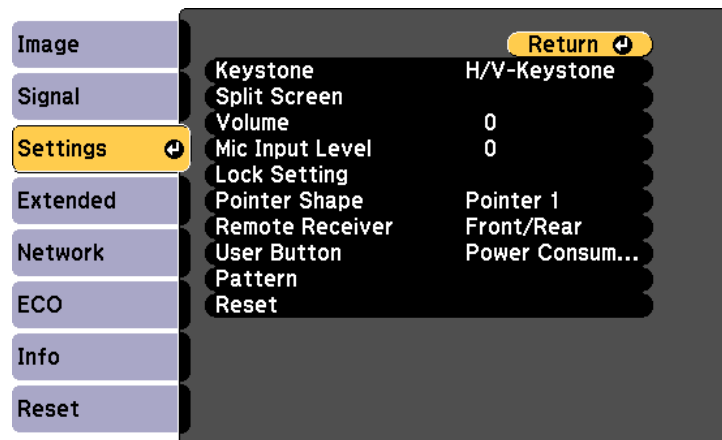 Image
Signal
Settings
Extended
Network
ECO
Info
Reset
Return
Keystone H/V-Keystone
Split Screen
Volume 0
Mic Input Level 0
Lock Setting
Pointer Shape Pointer 1
Remote Receiver Front/Rear
User Button Power Consum...
Pattern
Reset